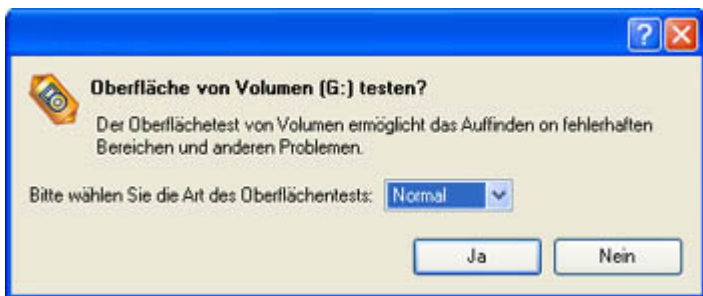 Oberfläche von Volumen (G:) testen?
Der Oberflächetest von Volumen ermöglicht das Auffinden on fehlerhaften
Bereichen und anderen Problemen.
Bitte wählen Sie die Art des Oberflächentests: Normal
Ja Nein